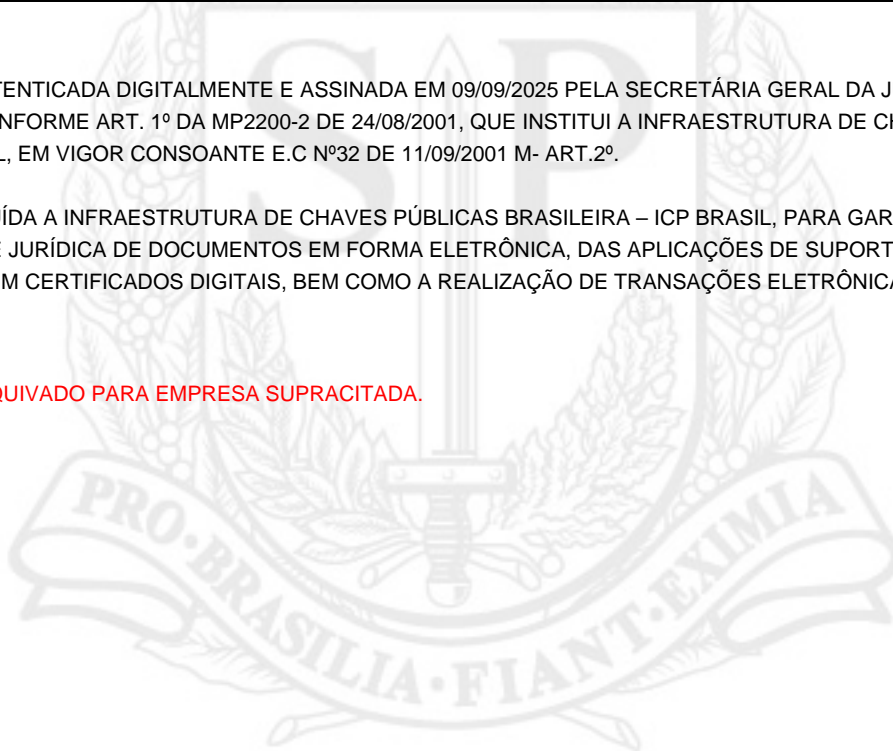 TENTICADA DIGITALMENTE E ASSINADA EM 09/09/2025 PELA SECRETÁRIA GERAL DA J
NFORME ART. 1º DA MP2200-2 DE 24/08/2001, QUE INSTITUI A INFRAESTRUTURA DE CH
L, EM VIGOR CONSOANTE E.C Nº32 DE 11/09/2001 M- ART.2º.
UÍDA A INFRAESTRUTURA DE CHAVES PÚBLICAS BRASILEIRA – ICP BRASIL, PARA GAR
E JURÍDICA DE DOCUMENTOS EM FORMA ELETRÔNICA, DAS APLICAÇÕES DE SUPORT
M CERTIFICADOS DIGITAIS, BEM COMO A REALIZAÇÃO DE TRANSAÇÕES ELETRÔNICA
QUIVADO PARA EMPRESA SUPRACITADA.
SP
PRO·BRASILIA·FIANT·EXIMIA